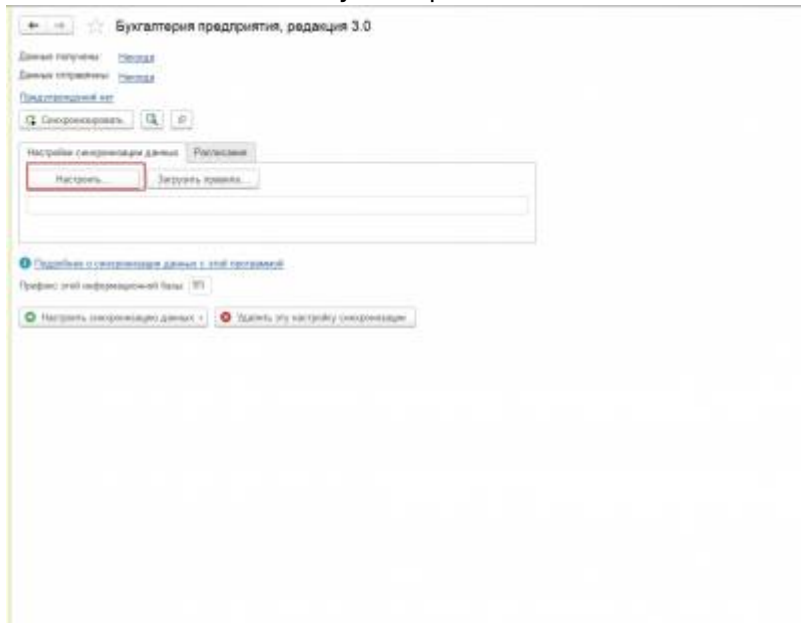 Бухгалтерия предприятия, редакция 3.0
Данные получены: Никогда
Данные отправлены: Никогда
Предупреждений нет
Синхронизировать
Настройки синхронизации данных Расписание
Настроить... Загрузить правила...
Подробнее о синхронизации данных с этой программой
Префикс этой информационной базы:
Настроить синхронизацию данных
Удалить эту настройку синхронизации